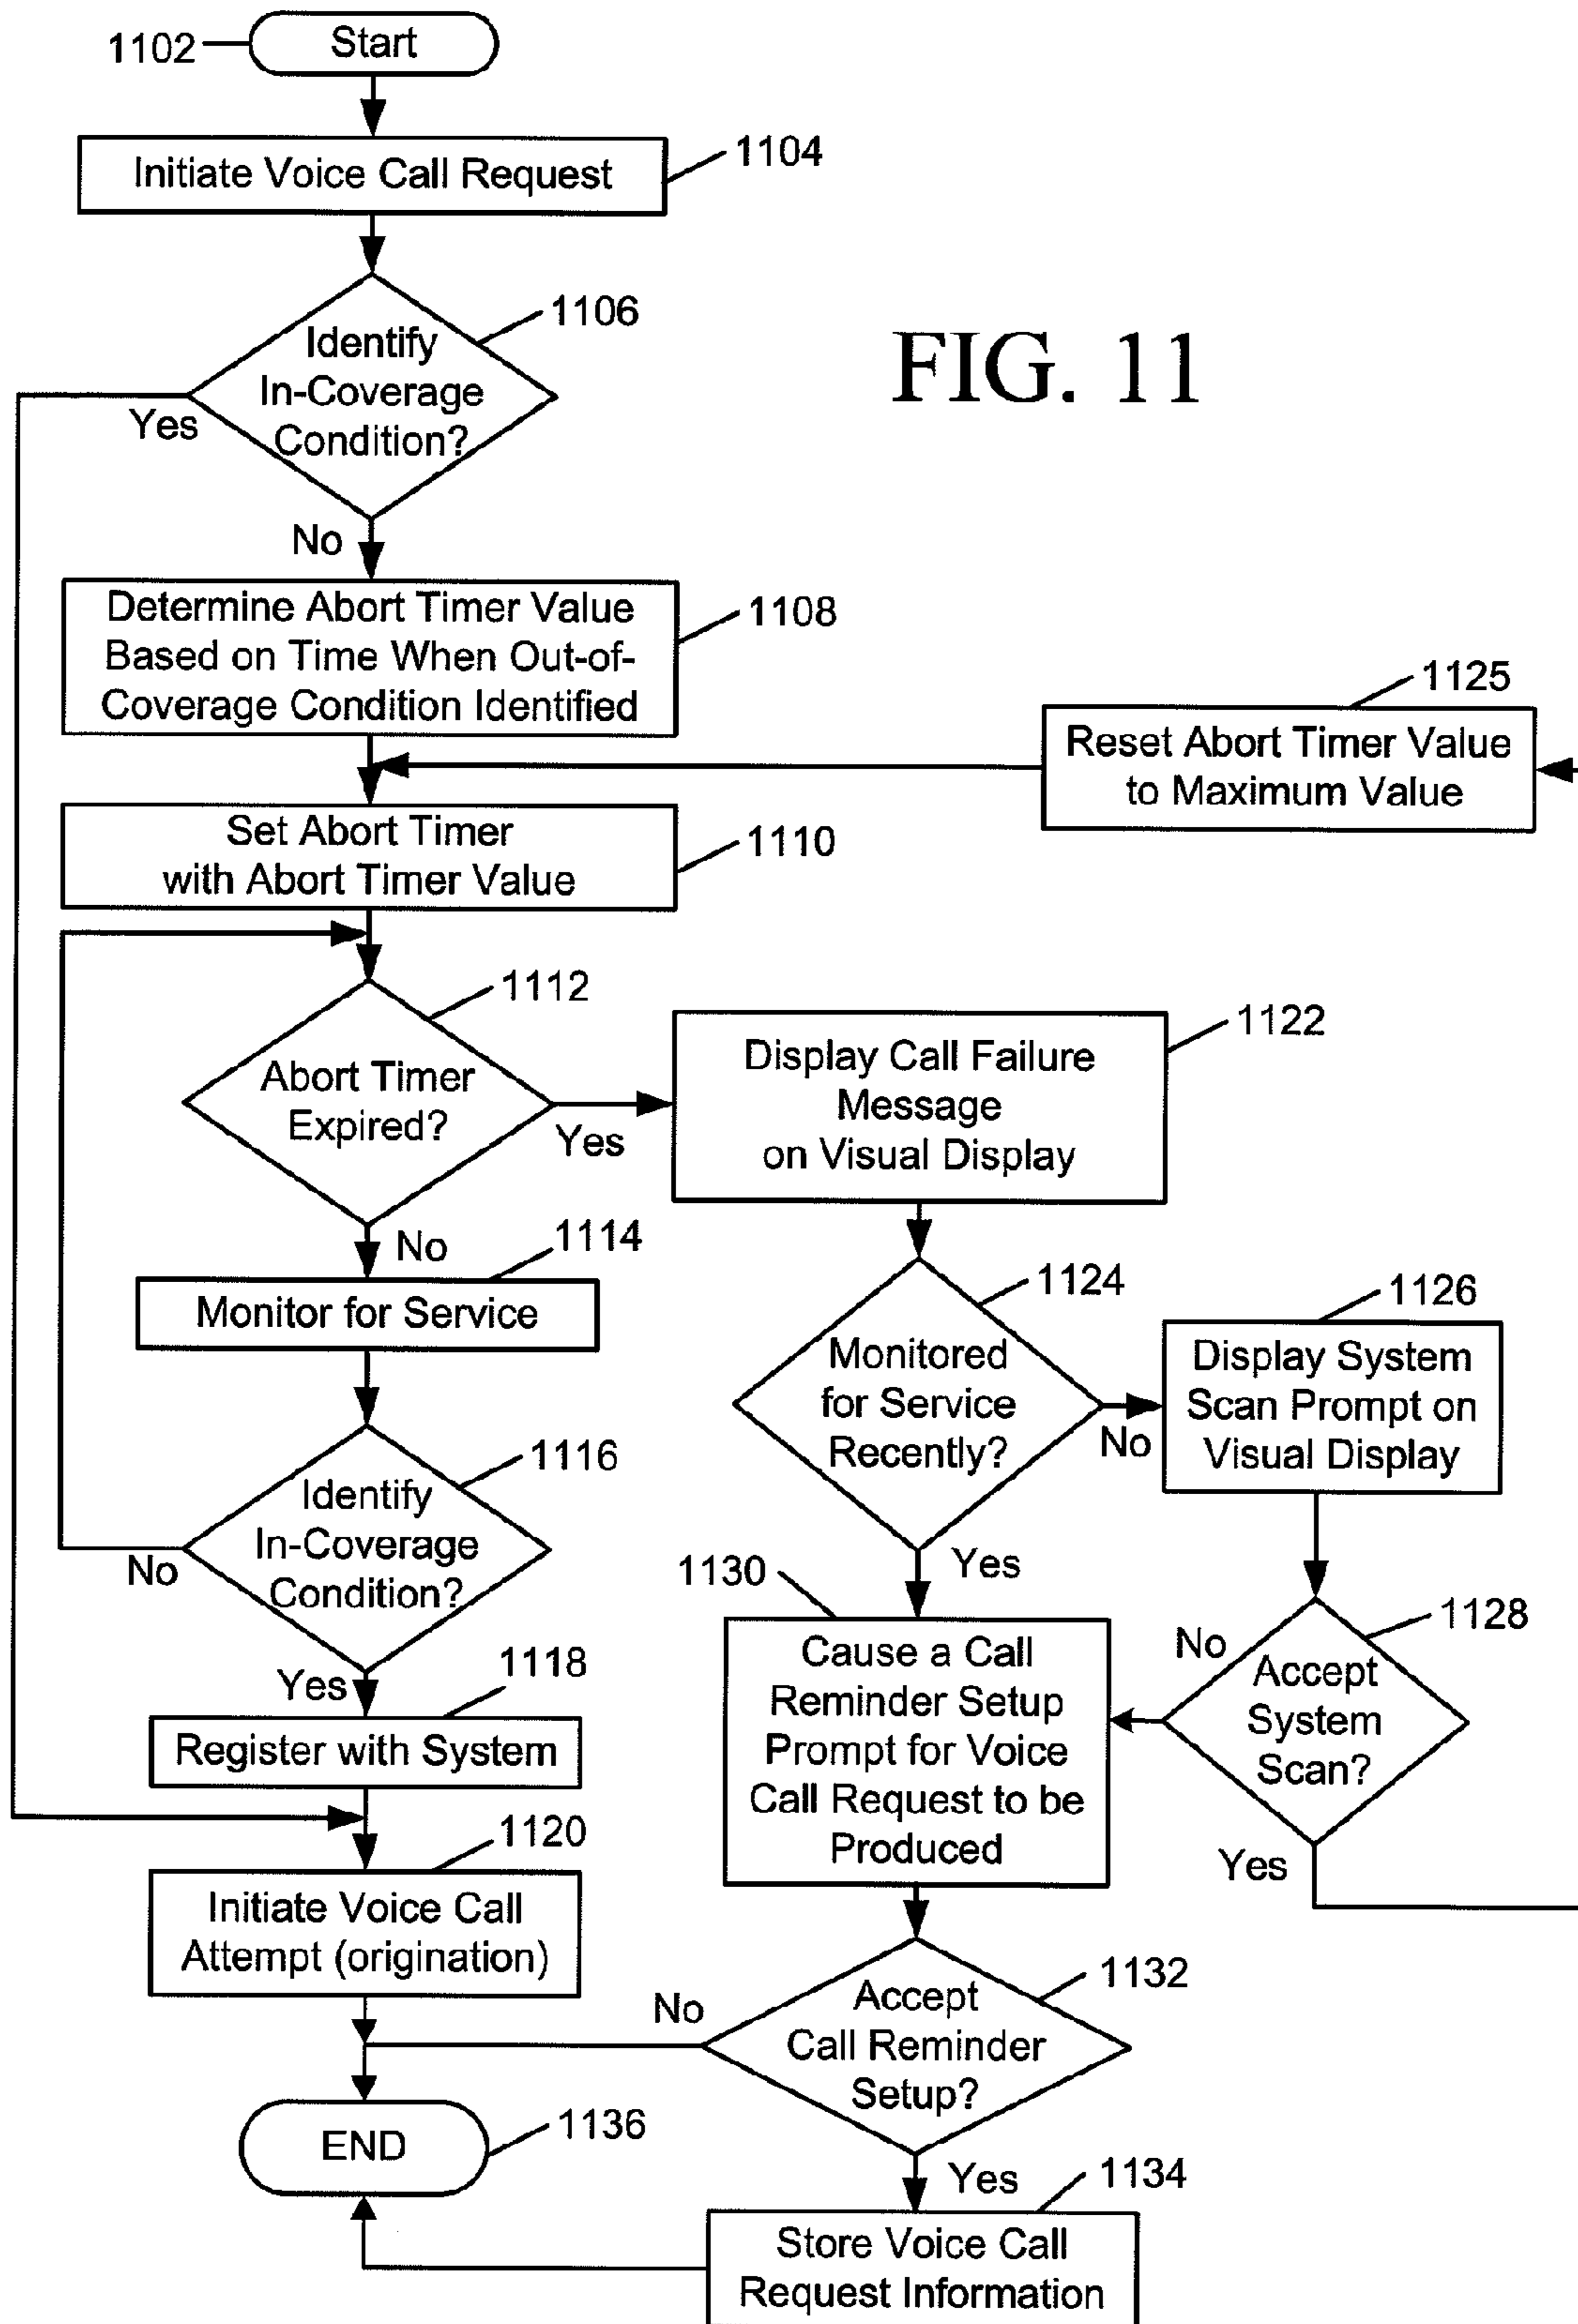 1102
Start
Initiate Voice Call Request
1104
Identify
In-Coverage
Condition?
1106
Yes
No
FIG. 11
Determine Abort Timer Value
Based on Time When Out-of-
Coverage Condition Identified
1108
1125
Reset Abort Timer Value
to Maximum Value
Set Abort Timer
with Abort Timer Value
1110
1112
Abort Timer
Expired?
Yes
No
1122
Display Call Failure
Message
on Visual Display
1114
Monitor for Service
1124
Monitored
for Service
Recently?
No
Yes
1126
Display System
Scan Prompt on
Visual Display
1116
Identify
In-Coverage
Condition?
No
Yes
1118
Register with System
1130
Cause a Call
Reminder Setup
Prompt for Voice
Call Request to be
Produced
1128
No
Accept
System
Scan?
Yes
1120
Initiate Voice Call
Attempt (origination)
1132
No
Accept
Call Reminder
Setup?
Yes
END
1136
1134
Store Voice Call
Request Information